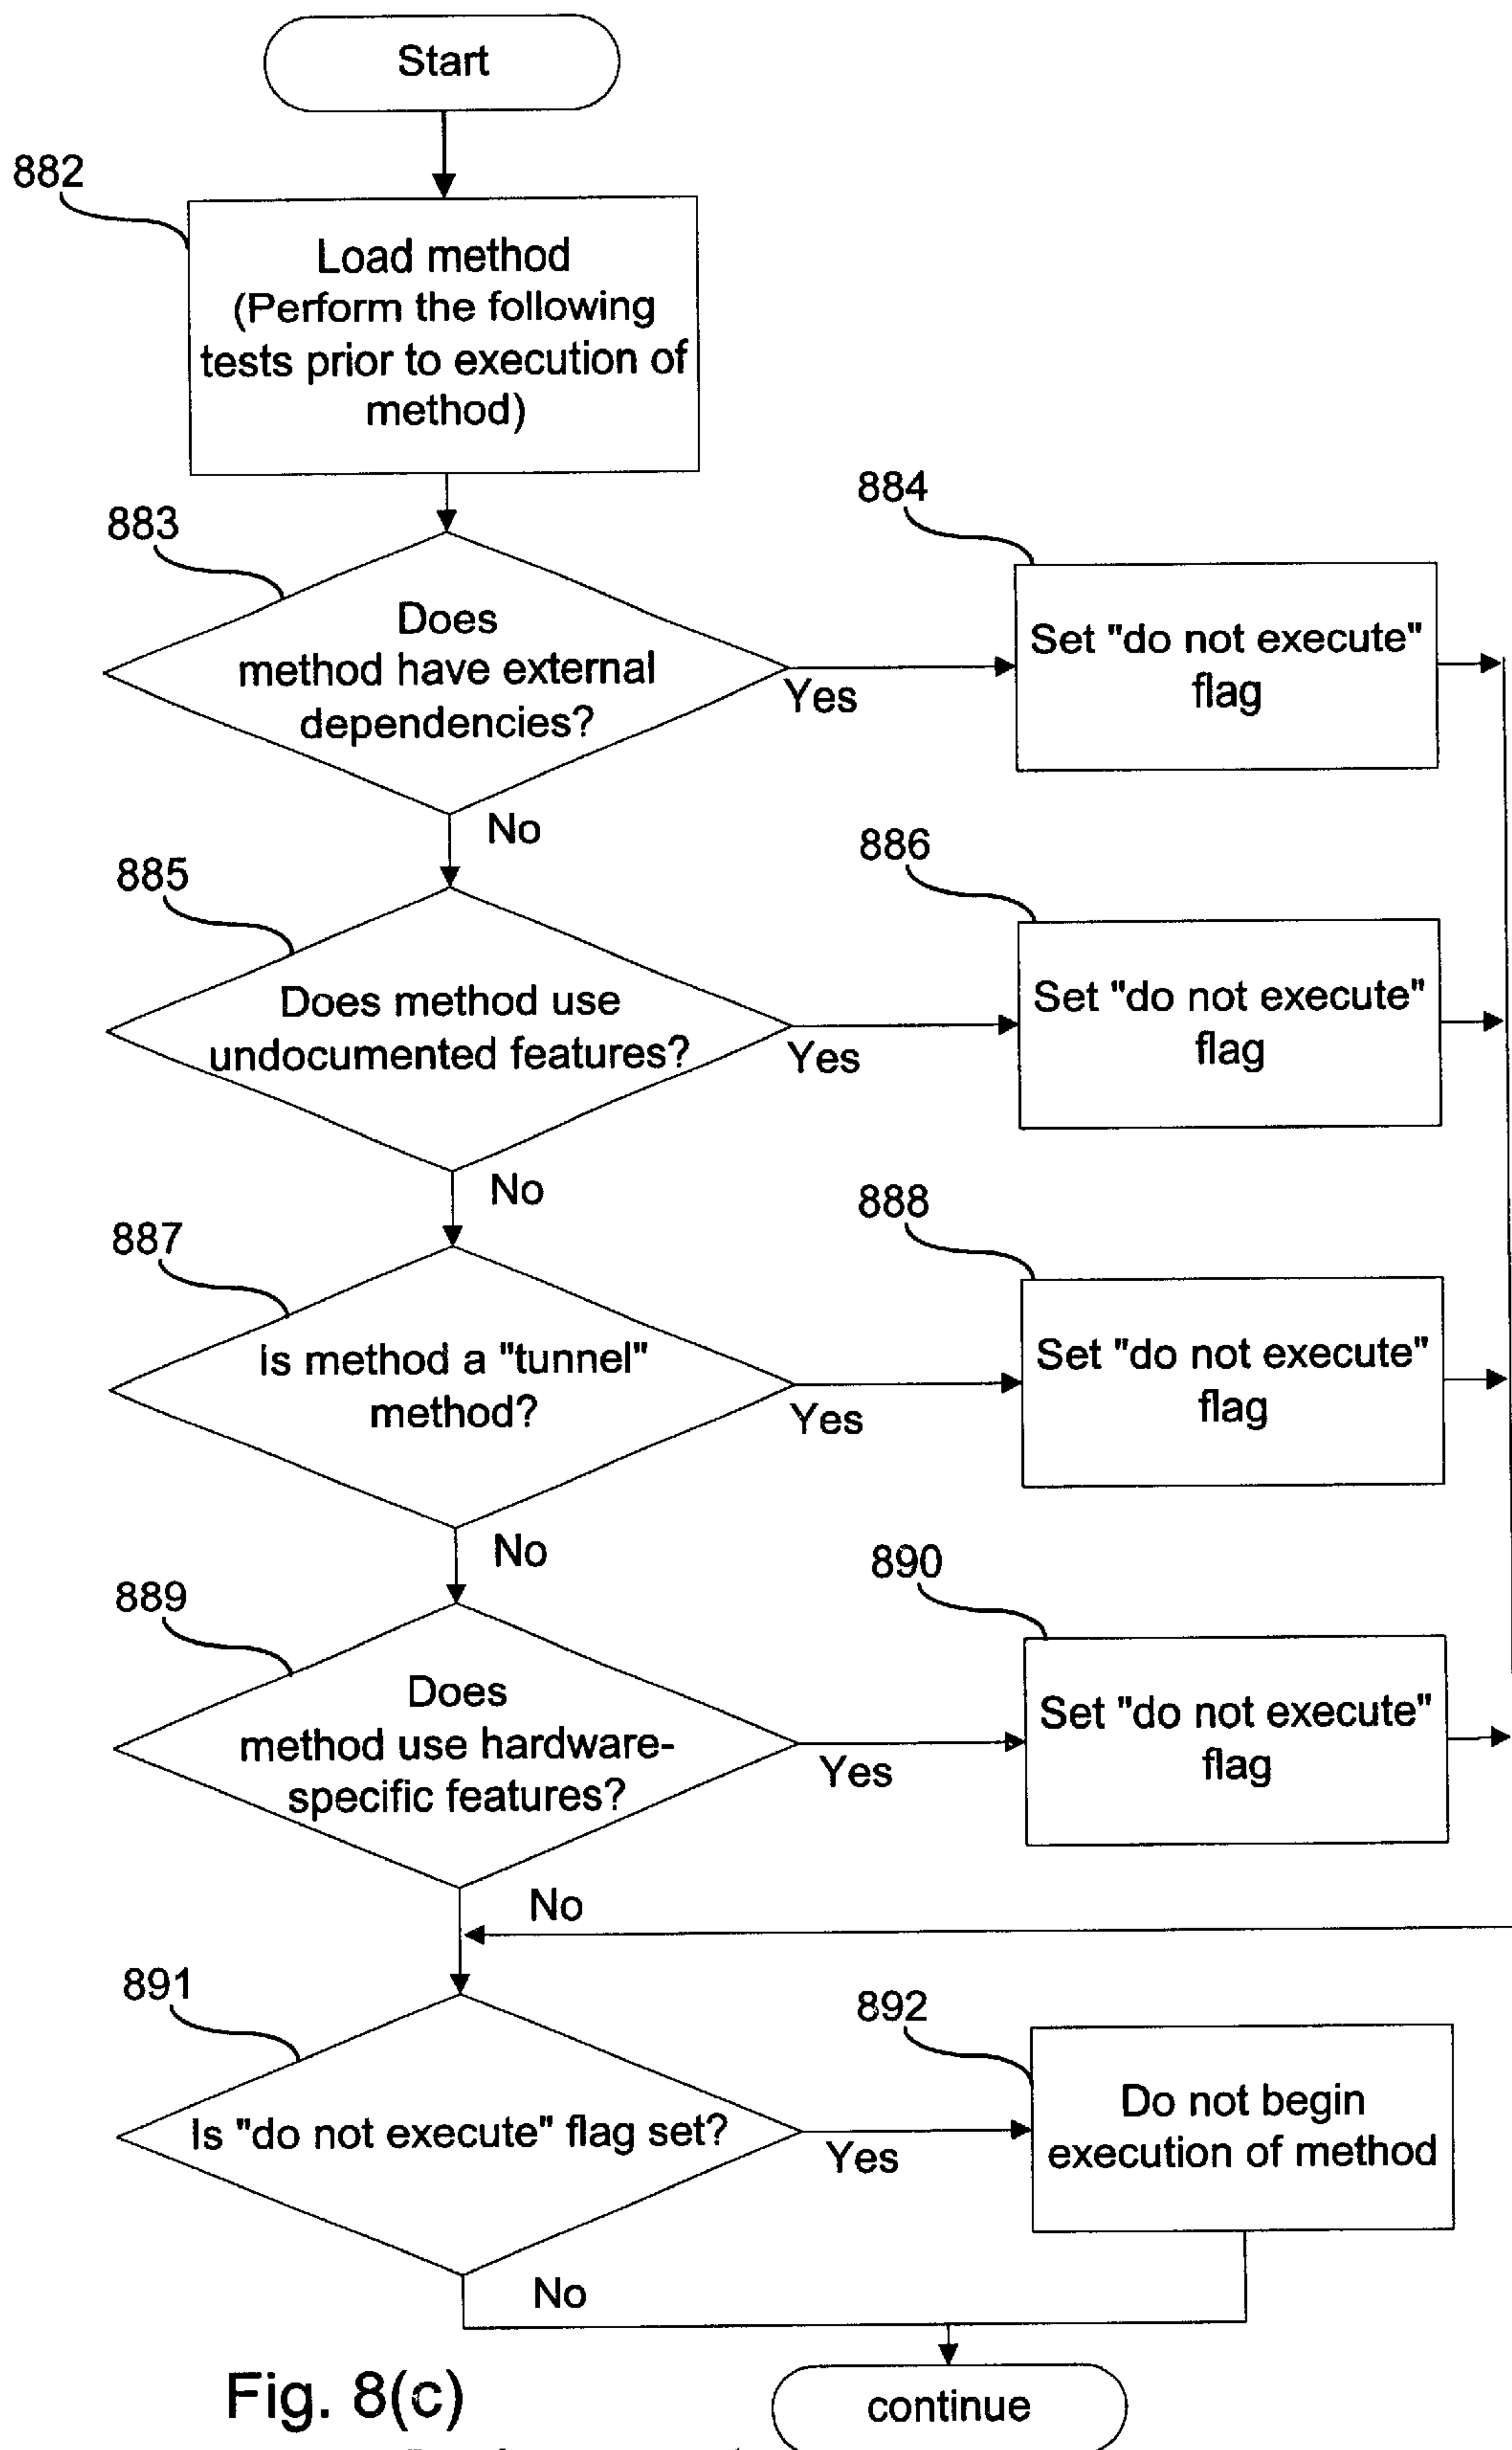 Start
882
Load method
(Perform the following
tests prior to execution of
method)
883
Does
method have external
dependencies?
Yes
No
884
Set "do not execute"
flag
885
Does method use
undocumented features?
Yes
No
886
Set "do not execute"
flag
887
Is method a "tunnel"
method?
Yes
No
888
Set "do not execute"
flag
889
Does
method use hardware-
specific features?
Yes
No
890
Set "do not execute"
flag
891
Is "do not execute" flag set?
Yes
No
892
Do not begin
execution of method
continue
Fig. 8(c)